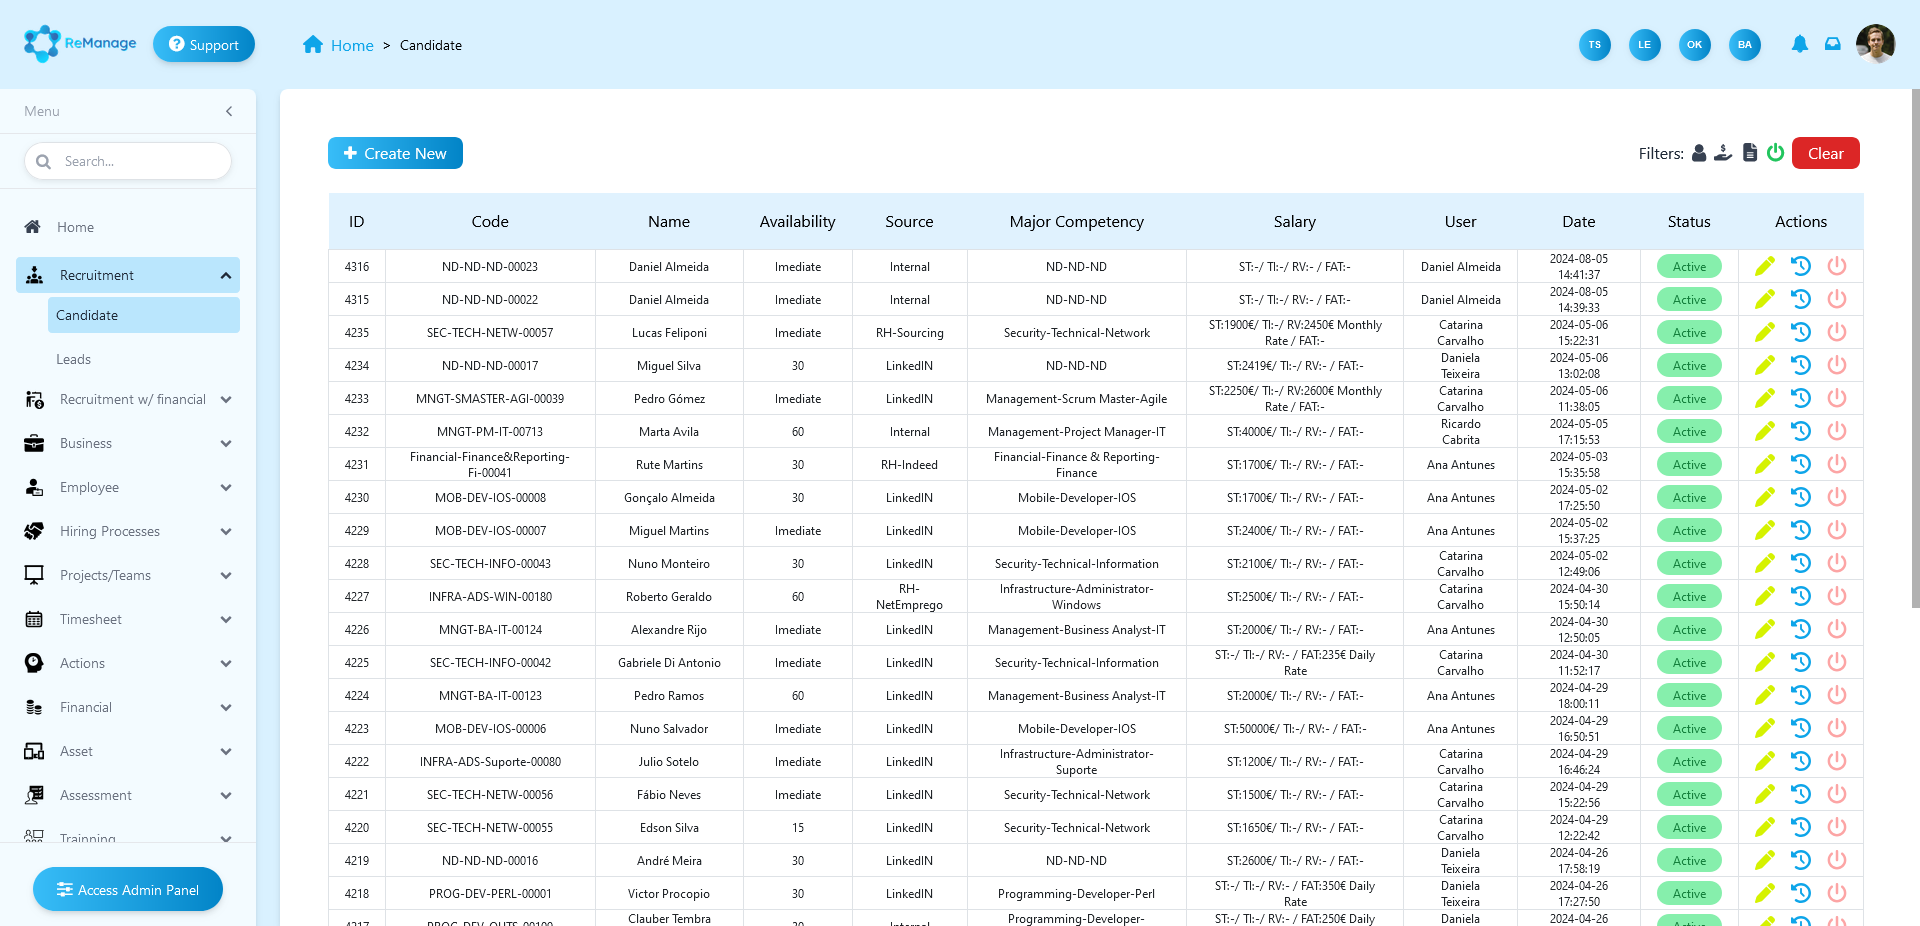 ReManage
Support
Home > Candidate
TS LE OK BA
Menu
Search...
Home
Recruitment
Candidate
Leads
Recruitment w/ financial
Business
Employee
Hiring Processes
Projects/Teams
Timesheet
Actions
Financial
Asset
Assessment
Trainning
Access Admin Panel
Create New
Filters: Clear
ID Code Name Availability Source Major Competency Salary User Date Status Actions
4316 ND-ND-ND-00023 Daniel Almeida Imediate Internal ND-ND-ND ST:-/ TI:-/ RV:- / FAT:- Daniel Almeida 2024-08-05 14:41:37 Active
4315 ND-ND-ND-00022 Daniel Almeida Imediate Internal ND-ND-ND ST:-/ TI:-/ RV:- / FAT:- Daniel Almeida 2024-08-05 14:39:33 Active
4235 SEC-TECH-NETW-00057 Lucas Feliponi Imediate RH-Sourcing Security-Technical-Network ST:1900€/ TI:-/ RV:2450€ Monthly Rate / FAT:- Catarina Carvalho 2024-05-06 15:22:31 Active
4234 ND-ND-ND-00017 Miguel Silva 30 LinkedIN ND-ND-ND ST:2419€/ TI:-/ RV:- / FAT:- Daniela Teixeira 2024-05-06 13:02:08 Active
4233 MNGT-SMASTER-AGI-00039 Pedro Gómez Imediate LinkedIN Management-Scrum Master-Agile ST:2250€/ TI:-/ RV:2600€ Monthly Rate / FAT:- Catarina Carvalho 2024-05-06 11:38:05 Active
4232 MNGT-PM-IT-00713 Marta Avila 60 Internal Management-Project Manager-IT ST:4000€/ TI:-/ RV:- / FAT:- Ricardo Cabrita 2024-05-05 17:15:53 Active
4231 Financial-Finance&Reporting-Fi-00041 Rute Martins 30 RH-Indeed Financial-Finance & Reporting-Finance ST:1700€/ TI:-/ RV:- / FAT:- Ana Antunes 2024-05-03 15:35:58 Active
4230 MOB-DEV-IOS-00008 Gonçalo Almeida 30 LinkedIN Mobile-Developer-IOS ST:1700€/ TI:-/ RV:- / FAT:- Ana Antunes 2024-05-02 17:25:50 Active
4229 MOB-DEV-IOS-00007 Miguel Martins Imediate LinkedIN Mobile-Developer-IOS ST:2400€/ TI:-/ RV:- / FAT:- Ana Antunes 2024-05-02 15:37:25 Active
4228 SEC-TECH-INFO-00043 Nuno Monteiro 30 LinkedIN Security-Technical-Information ST:2100€/ TI:-/ RV:- / FAT:- Catarina Carvalho 2024-05-02 12:49:06 Active
4227 INFRA-ADS-WIN-00180 Roberto Geraldo 60 RH-NetEmprego Infrastructure-Administrator-Windows ST:2500€/ TI:-/ RV:- / FAT:- Catarina Carvalho 2024-04-30 15:50:14 Active
4226 MNGT-BA-IT-00124 Alexandre Rijo Imediate LinkedIN Management-Business Analyst-IT ST:2000€/ TI:-/ RV:- / FAT:- Ana Antunes 2024-04-30 12:50:05 Active
4225 SEC-TECH-INFO-00042 Gabriele Di Antonio Imediate LinkedIN Security-Technical-Information ST:-/ TI:-/ RV:- / FAT:235€ Daily Rate Catarina Carvalho 2024-04-30 11:52:17 Active
4224 MNGT-BA-IT-00123 Pedro Ramos 60 LinkedIN Management-Business Analyst-IT ST:2000€/ TI:-/ RV:- / FAT:- Ana Antunes 2024-04-29 18:00:11 Active
4223 MOB-DEV-IOS-00006 Nuno Salvador Imediate LinkedIN Mobile-Developer-IOS ST:50000€/ TI:-/ RV:- / FAT:- Ana Antunes 2024-04-29 16:50:51 Active
4222 INFRA-ADS-Suporte-00080 Julio Sotelo Imediate LinkedIN Infrastructure-Administrator-Suporte ST:1200€/ TI:-/ RV:- / FAT:- Catarina Carvalho 2024-04-29 16:46:24 Active
4221 SEC-TECH-NETW-00056 Fábio Neves Imediate LinkedIN Security-Technical-Network ST:1500€/ TI:-/ RV:- / FAT:- Catarina Carvalho 2024-04-29 15:22:56 Active
4220 SEC-TECH-NETW-00055 Edson Silva 15 LinkedIN Security-Technical-Network ST:1650€/ TI:-/ RV:- / FAT:- Catarina Carvalho 2024-04-29 12:22:42 Active
4219 ND-ND-ND-00016 André Meira 30 LinkedIN ND-ND-ND ST:2600€/ TI:-/ RV:- / FAT:- Daniela Teixeira 2024-04-26 17:58:19 Active
4218 PROG-DEV-PERL-00001 Victor Procopio 30 LinkedIN Programming-Developer-Perl ST:-/ TI:-/ RV:- / FAT:350€ Daily Rate Daniela Teixeira 2024-04-26 17:27:50 Active
4217 PROG-DEV-OUTS-00100 Clauber Tembra 30 Internal Programming-Developer- ST:-/ TI:-/ RV:- / FAT:250€ Daily Daniela 2024-04-26 Active